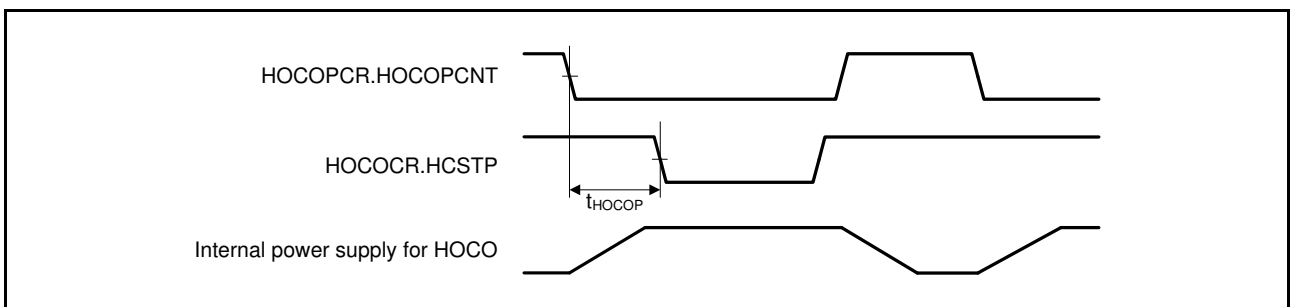 HOCOPCR.HOCOPCNT
HOCOCR.HCSTP
tHOCOP
Internal power supply for HOCO